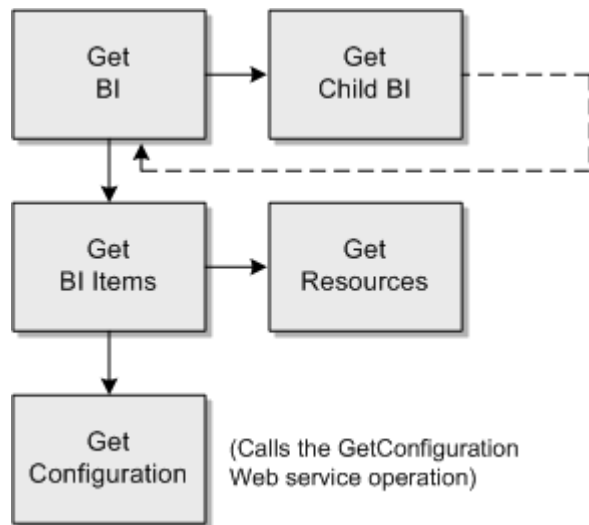 Get
BI
Get
Child BI
Get
BI Items
Get
Resources
Get
Configuration
(Calls the GetConfiguration
Web service operation)